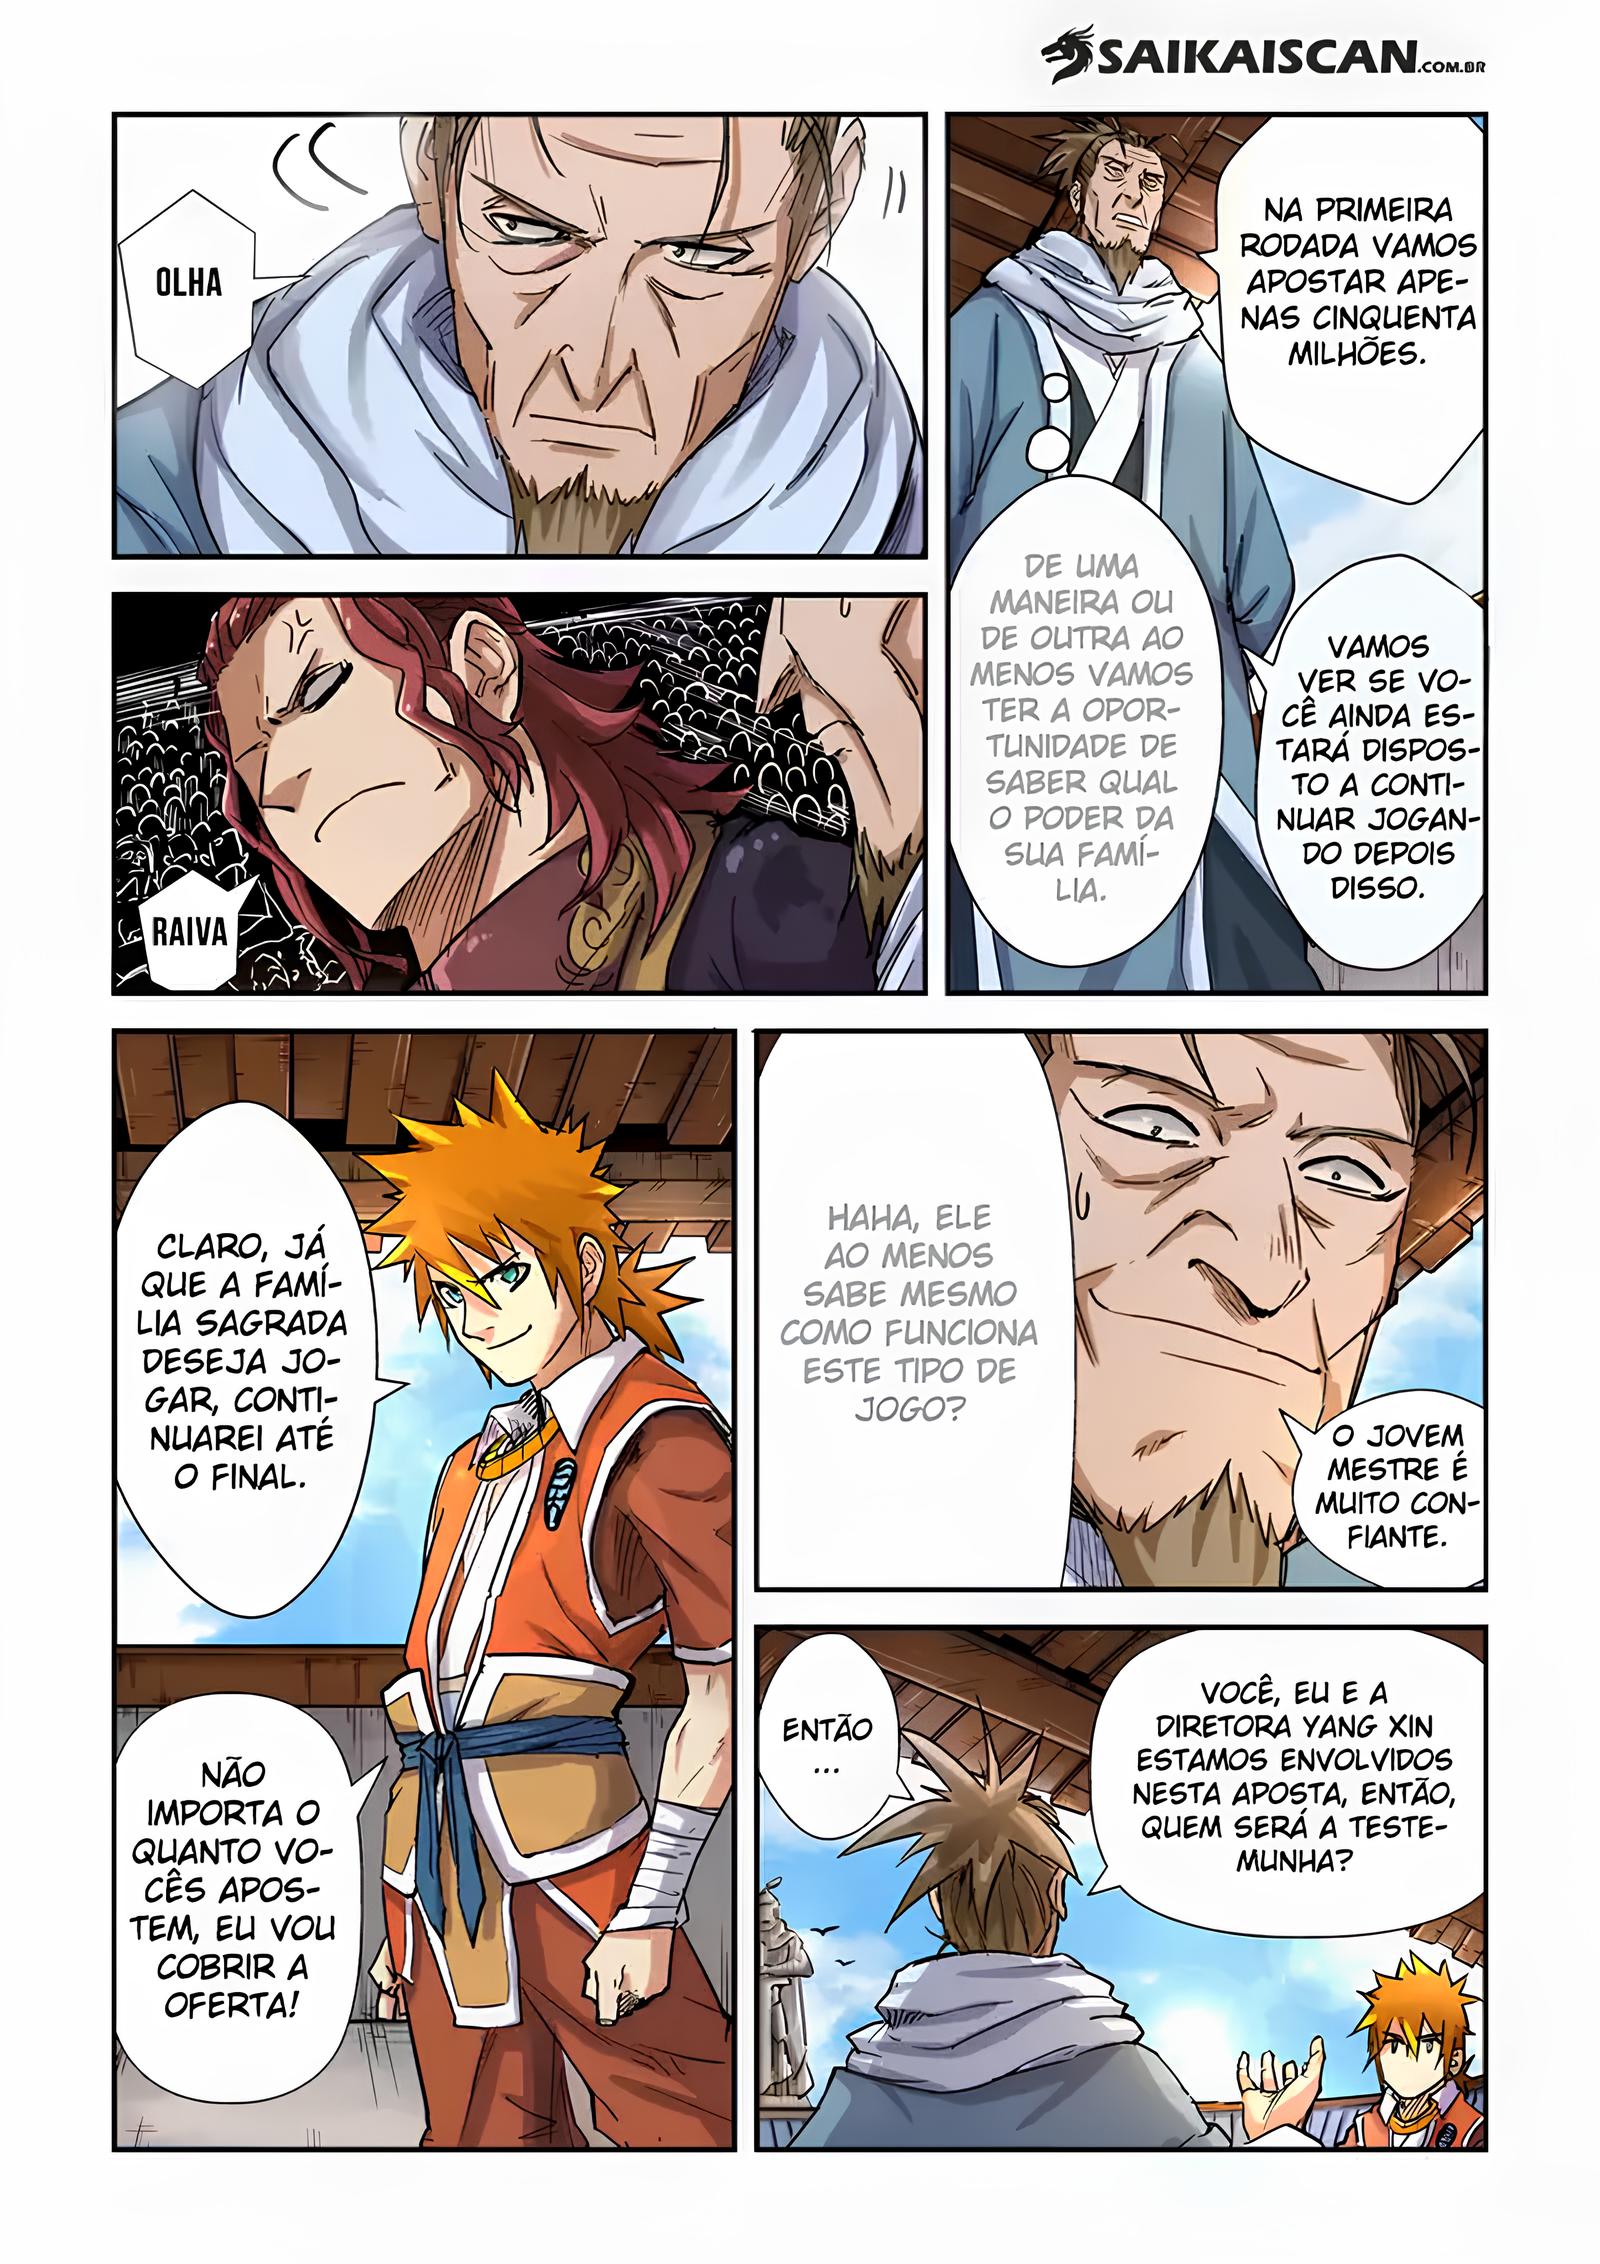 SAIKAISCAN.COM.BR
NA PRIMEIRA
RODADA VAMOS
APOSTAR APE-
NAS CINQUENTA
MILHÕES.
DE UMA
MANEIRA OU
DE OUTRA AO
MENOS VAMOS
TER A OPOR-
TUNIDADE DE
SABER QUAL
O PODER DA
SUA FAMÍ-
LIA.
VAMOS
VER SE VO-
CÊ AINDA ES-
TARÁ DISPOS-
TO A CONTI-
NUAR JOGAN-
DO DEPOIS
DISSO.
OLHA
RAIVA
HAHA, ELE
AO MENOS
SABE MESMO
COMO FUNCIONA
ESTE TIPO DE
JOGO?
O JOVEM
MESTRE É
MUITO CON-
FIANTE.
CLARO, JÁ
QUE A FAMÍ-
LIA SAGRADA
DESEJA JO-
GAR, CONTI-
NUAREI ATÉ
O FINAL.
NÃO
IMPORTA O
QUANTO VO-
CÊS APOS-
TEM, EU VOU
COBRIR A
OFERTA!
VOCÊ, EU E A
DIRETORA YANG XIN
ESTAMOS ENVOLVIDOS
NESTA APOSTA, ENTÃO,
QUEM SERÁ A TESTE-
MUNHA?
ENTÃO
...